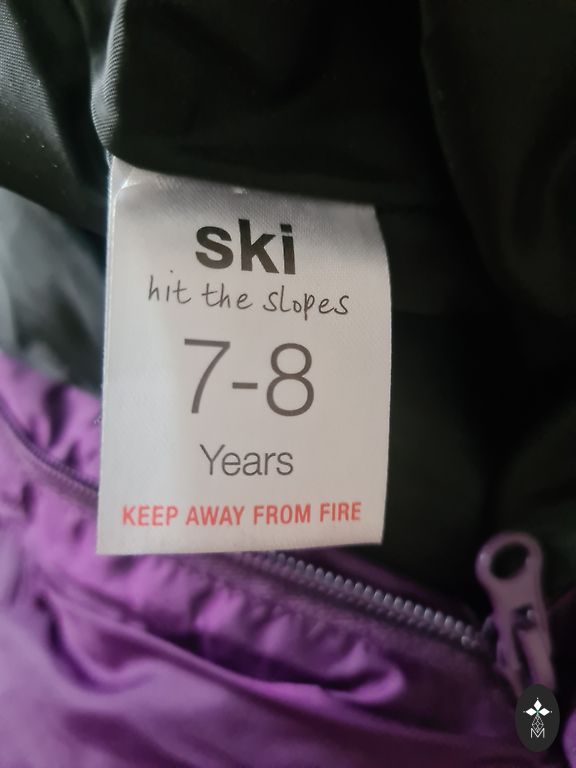 ski
hit the slopes
7-8
Years
KEEP AWAY FROM FIRE
M